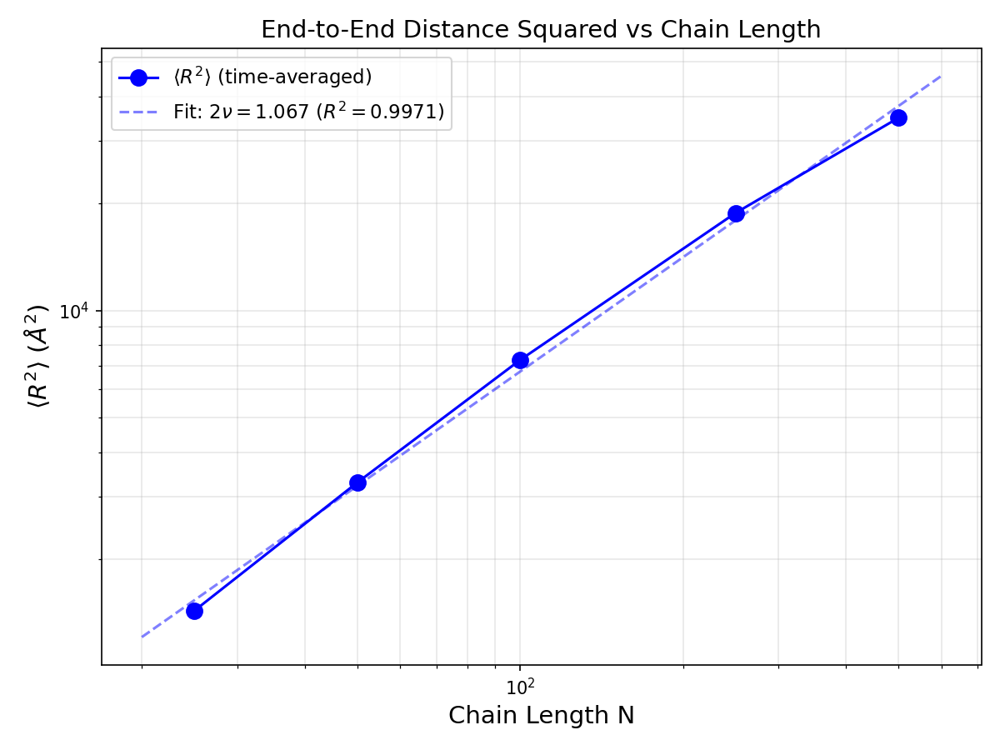 End-to-End Distance Squared vs Chain Length
⟨R²⟩ (time-averaged)
Fit: 2ν = 1.067 (R² = 0.9971)
⟨R²⟩ (Å²)
10⁴
10²
Chain Length N